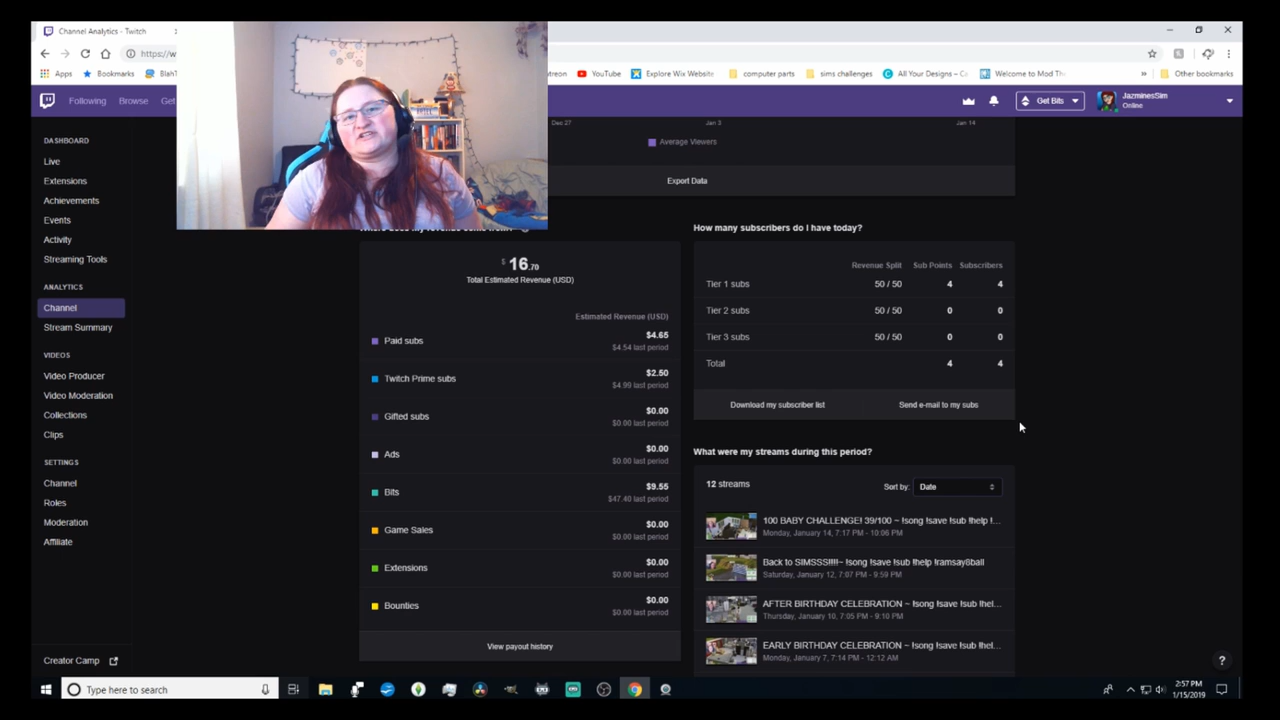 Channel Analytics - Twitch
https://w
Apps
Bookmarks
YouTube
Explore Wix Website
computer parts
sims challenges
All Your Designs – C
Welcome to Mod Th
»
Other bookmarks
Following
Browse
Get
Get Bits
JazminesSim
Online
DASHBOARD
Live
Extensions
Achievements
Events
Activity
Streaming Tools
ANALYTICS
Channel
Stream Summary
VIDEOS
Video Producer
Video Moderation
Collections
Clips
SETTINGS
Channel
Roles
Moderation
Affiliate
Creator Camp
Dec 27
Jan 3
Jan 14
Average Viewers
Export Data
$ 16.70
Total Estimated Revenue (USD)
Estimated Revenue (USD)
Paid subs
$4.65
$4.54 last period
Twitch Prime subs
$2.50
$4.99 last period
Gifted subs
$0.00
$0.00 last period
Ads
$0.00
$0.00 last period
Bits
$9.55
$47.40 last period
Game Sales
$0.00
$0.00 last period
Extensions
$0.00
$0.00 last period
Bounties
$0.00
$0.00 last period
View payout history
How many subscribers do I have today?
Revenue Split Sub Points Subscribers
Tier 1 subs 50 / 50 4 4
Tier 2 subs 50 / 50 0 0
Tier 3 subs 50 / 50 0 0
Total 4 4
Download my subscriber list
Send e-mail to my subs
What were my streams during this period?
12 streams
Sort by: Date
100 BABY CHALLENGE! 39/100 ~ !song !save !sub !help !...
Monday, January 14, 7:17 PM - 10:06 PM
Back to SIMSSS!!!!~ !song !save !sub !help !ramsay8ball
Saturday, January 12, 7:07 PM - 9:59 PM
AFTER BIRTHDAY CELEBRATION ~ !song !save !sub !hel...
Thursday, January 10, 7:05 PM - 9:10 PM
EARLY BIRTHDAY CELEBRATION ~ !song !save !sub !hel...
Monday, January 7, 7:14 PM - 12:12 AM
?
Type here to search
2:57 PM
1/15/2019